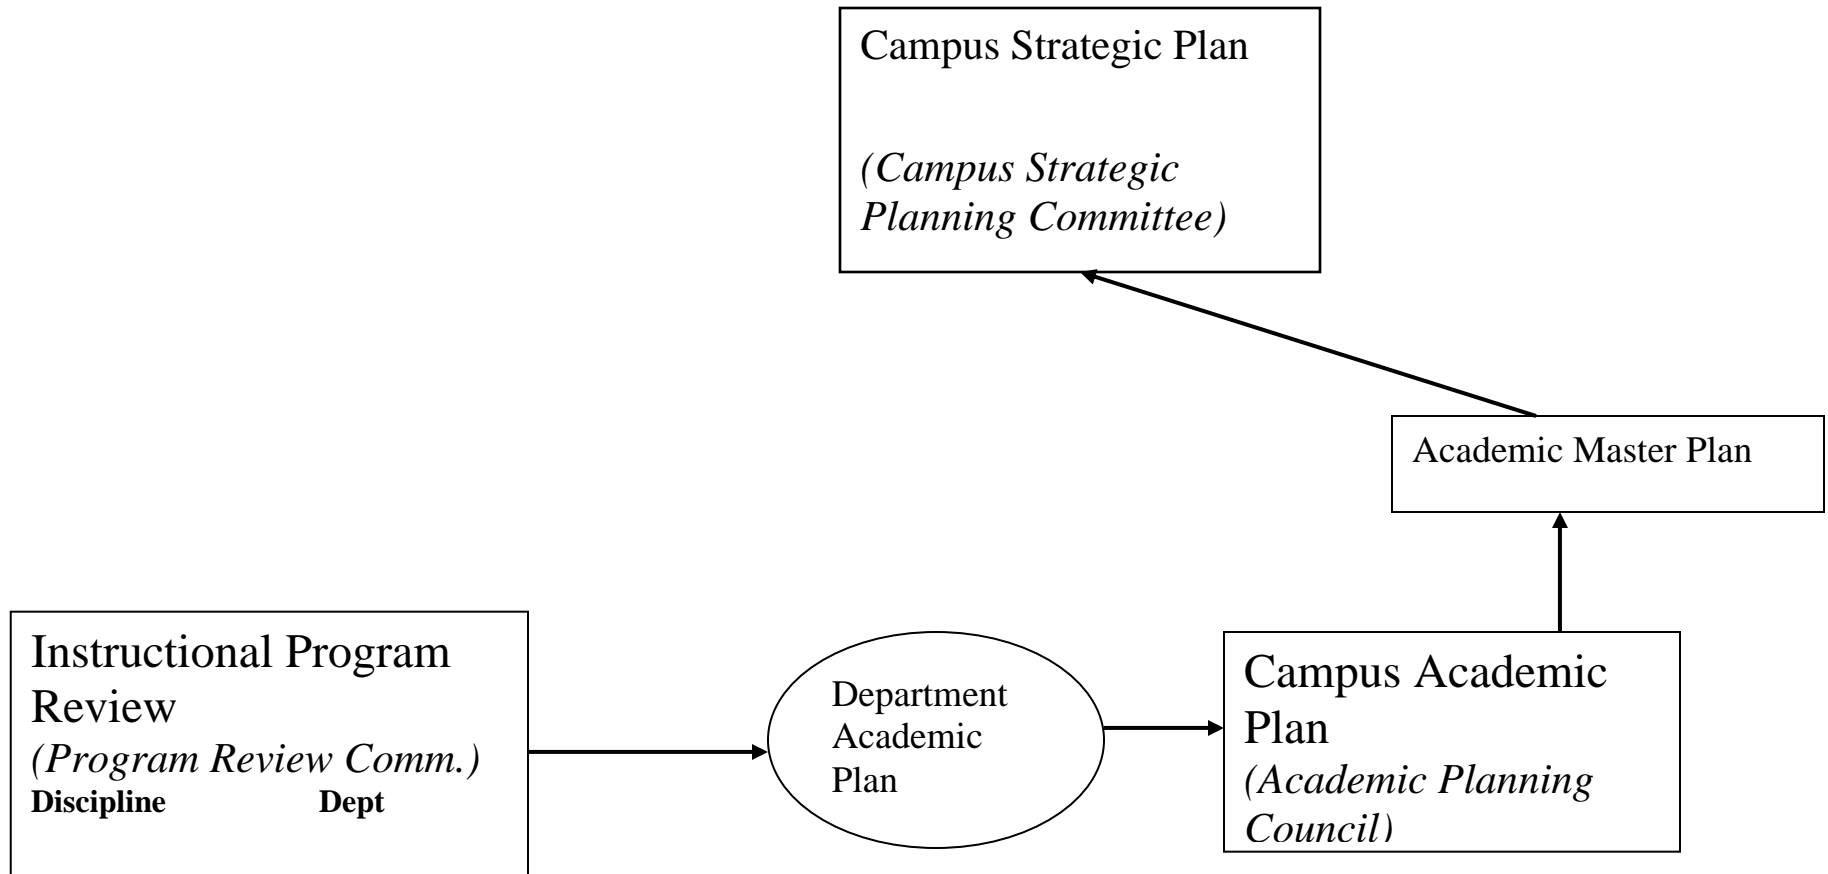 Campus Strategic Plan
(Campus Strategic
Planning Committee)
Academic Master Plan
Instructional Program
Review
(Program Review Comm.)
Discipline Dept
Department
Academic
Plan
Campus Academic
Plan
(Academic Planning
Council)